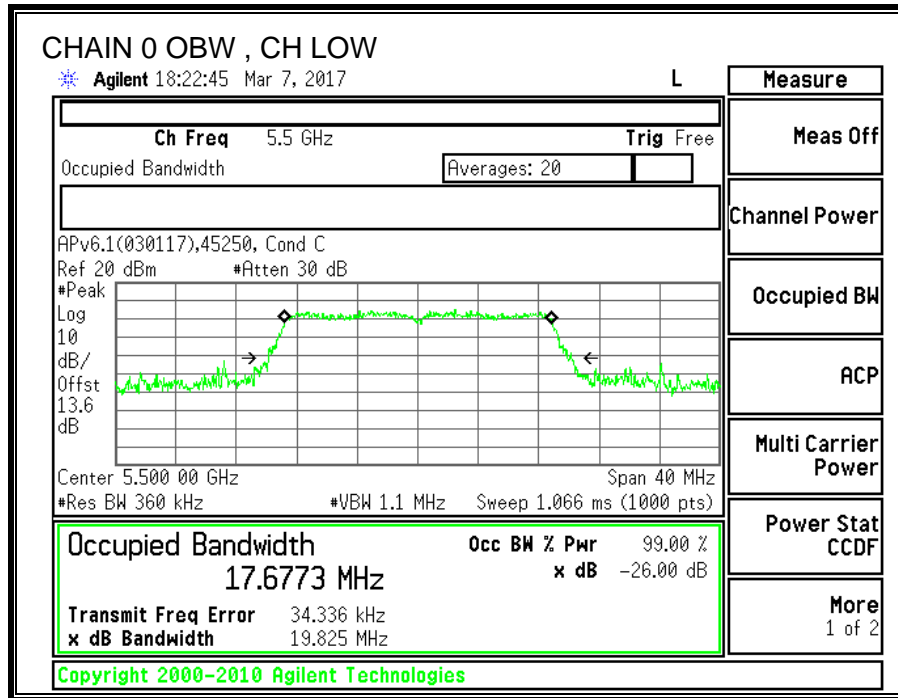 CHAIN 0 OBW , CH LOW
Agilent 18:22:45 Mar 7, 2017 L
Measure
Ch Freq 5.5 GHz Trig Free
Meas Off
Occupied Bandwidth Averages: 20
Channel Power
APv6.1(030117),45250, Cond C
Ref 20 dBm #Atten 30 dB
#Peak
Log
10
dB/
Offst
13.6
dB
Occupied BW
ACP
Multi Carrier
Power
Center 5.500 00 GHz Span 40 MHz
#Res BW 360 kHz #VBW 1.1 MHz Sweep 1.066 ms (1000 pts)
Power Stat
CCDF
Occupied Bandwidth Occ BW % Pwr 99.00 %
17.6773 MHz x dB -26.00 dB
Transmit Freq Error 34.336 kHz
x dB Bandwidth 19.825 MHz
More
1 of 2
Copyright 2000-2010 Agilent Technologies